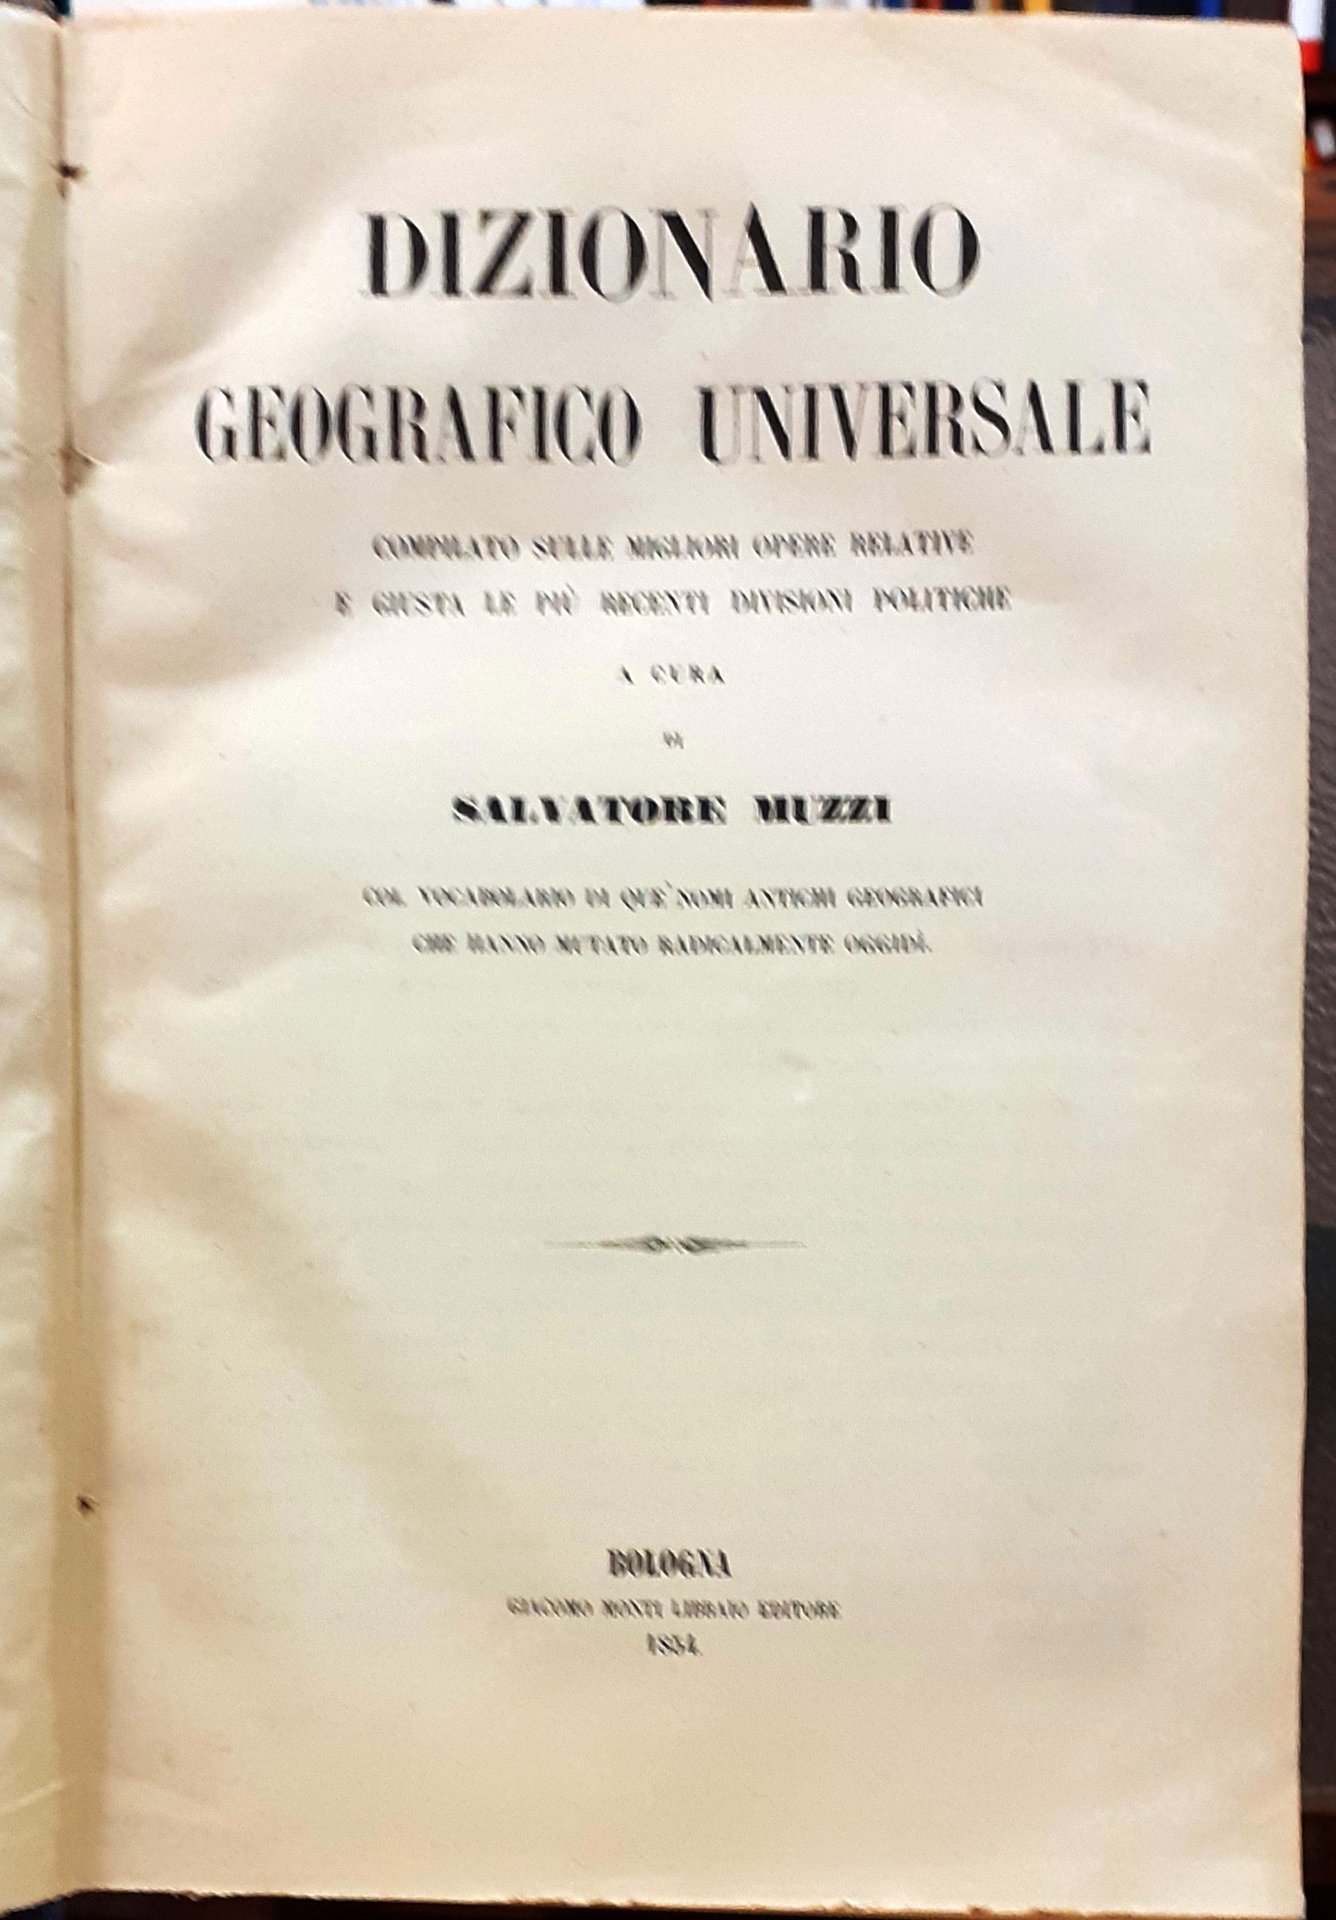 DIZIONARIO
GEOGRAFICO UNIVERSALE
COMPILATO SULLE MIGLIORI OPERE RELATIVE
E GIUSTA LE PIÙ RECENTI DIVISIONI POLITICHE
A CURA
DI
SALVATORE MUZZI
COL VOCABOLARIO DI QUE' NOMI ANTICHI GEOGRAFICI
CHE HANNO MUTATO RADICALMENTE OGGIDÌ.
BOLOGNA
GIACOMO MONTI LIBRAIO EDITORE
1854.